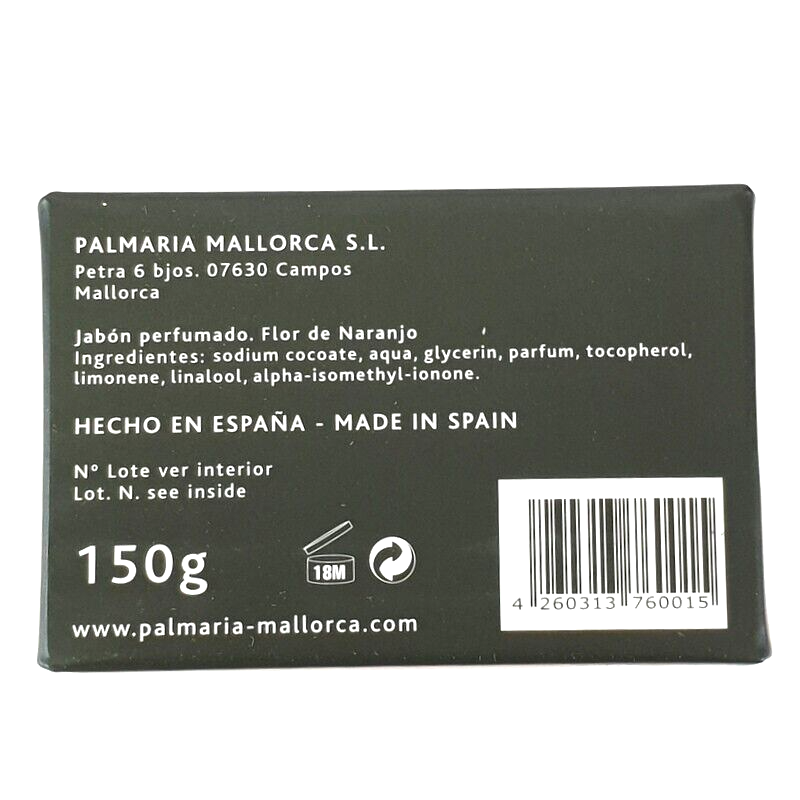 PALMARIA MALLORCA S.L.
Petra 6 bjos. 07630 Campos
Mallorca
Jabón perfumado. Flor de Naranjo
Ingredientes: sodium cocoate, aqua, glycerin, parfum, tocopherol,
limonene, linalool, alpha-isomethyl-ionone.
HECHO EN ESPAÑA - MADE IN SPAIN
Nº Lote ver interior
Lot. N. see inside
150g
18M
www.palmaria-mallorca.com
4 260313 760015